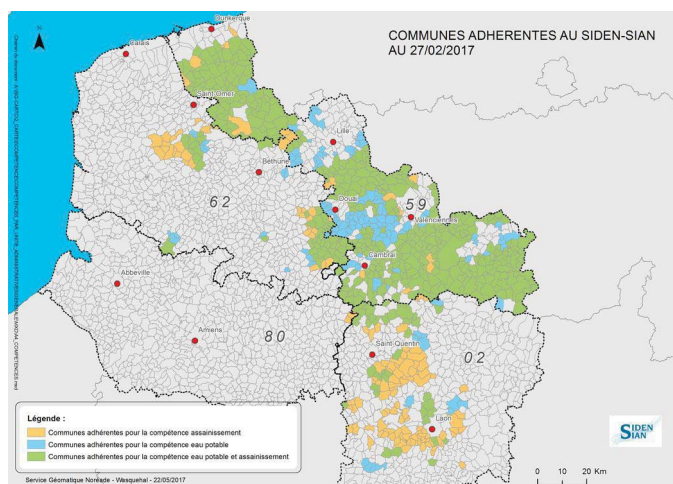 COMMUNES ADHERENTES AU SIDEN-SIAN
AU 27/02/2017
Dunkerque
Calais
Saint-Omer
Lille
Béthune
62
Douai
59
Valenciennes
Cambrai
Abbeville
Amiens
80
Saint-Quentin
02
Laon
Légende :
Communes adhérentes pour la compétence assainissement
Communes adhérentes pour la compétence eau potable
Communes adhérentes pour la compétence eau potable et assainissement
SIDEN
SIAN
0 10 20 Km
Service Géomatique Noréade - Wasquehal - 22/05/2017